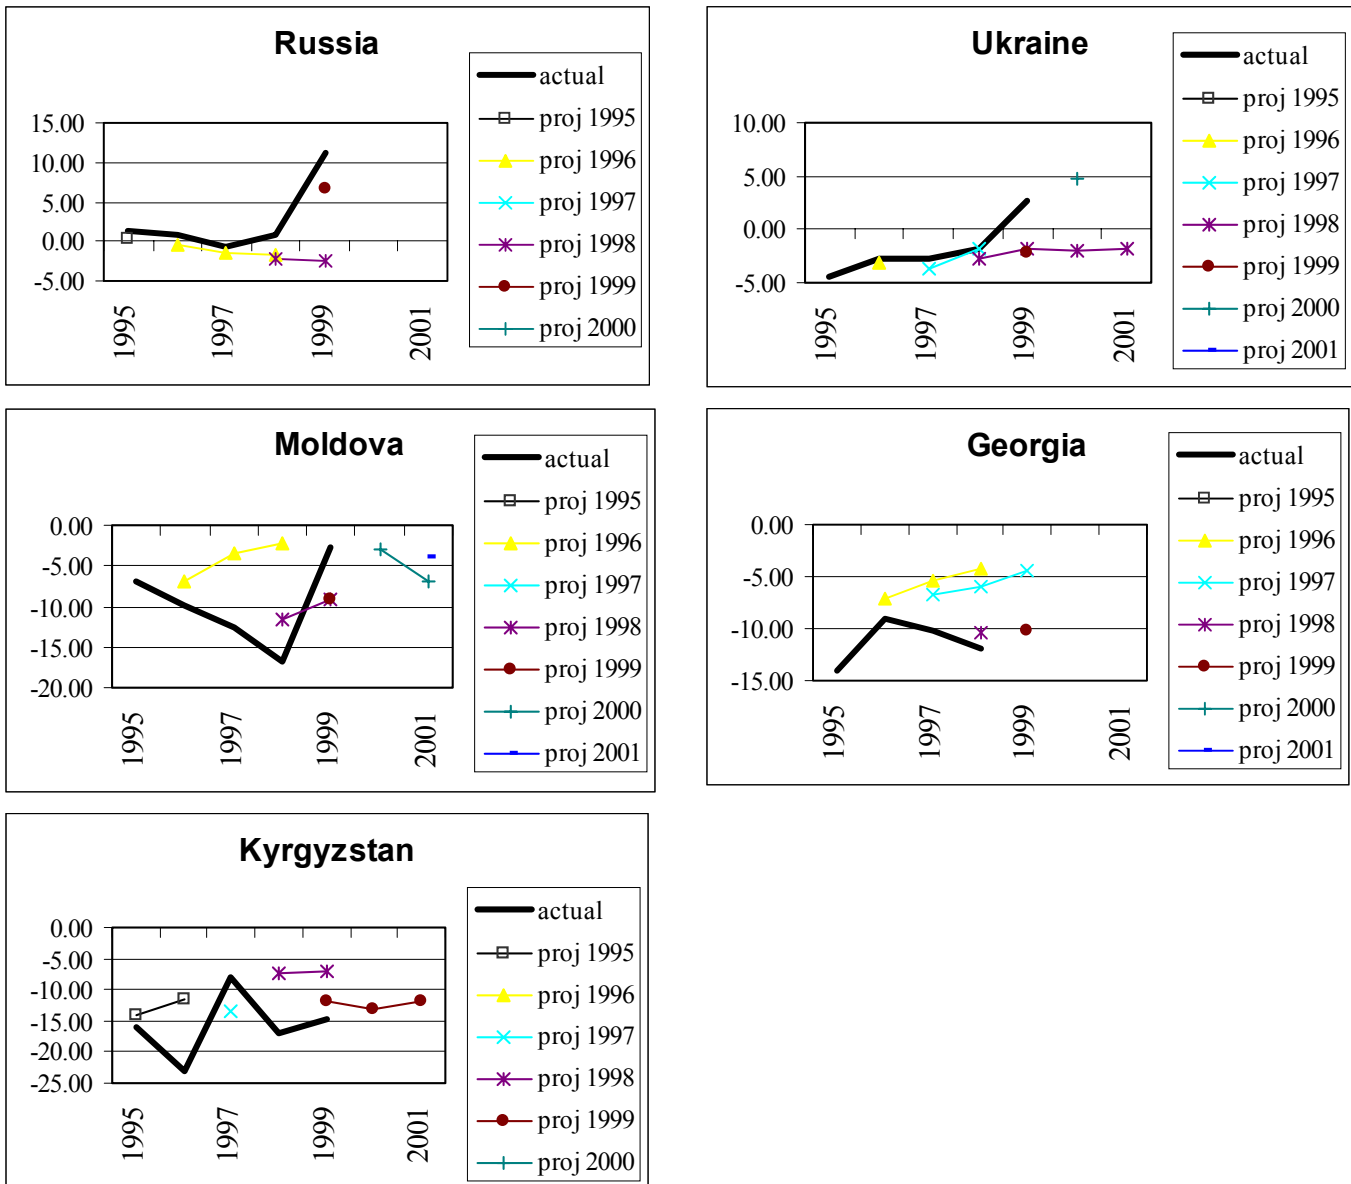 Russia
actual
proj 1995
proj 1996
proj 1997
proj 1998
proj 1999
proj 2000
15.00
10.00
5.00
0.00
-5.00
1995
1997
1999
2001
Ukraine
actual
proj 1995
proj 1996
proj 1997
proj 1998
proj 1999
proj 2000
proj 2001
10.00
5.00
0.00
-5.00
1995
1997
1999
2001
Moldova
actual
proj 1995
proj 1996
proj 1997
proj 1998
proj 1999
proj 2000
proj 2001
0.00
-5.00
-10.00
-15.00
-20.00
1995
1997
1999
2001
Georgia
actual
proj 1995
proj 1996
proj 1997
proj 1998
proj 1999
proj 2000
proj 2001
0.00
-5.00
-10.00
-15.00
1995
1997
1999
2001
Kyrgyzstan
actual
proj 1995
proj 1996
proj 1997
proj 1998
proj 1999
proj 2000
0.00
-5.00
-10.00
-15.00
-20.00
-25.00
1995
1997
1999
2001